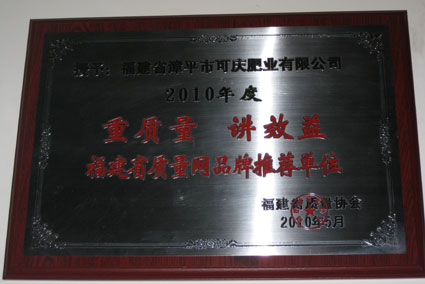 授予：福建省漳平市可庆肥业有限公司
2010年度
重质量 讲效益
福建省质量网品牌推荐单位
福建省质量协会
2010年5月